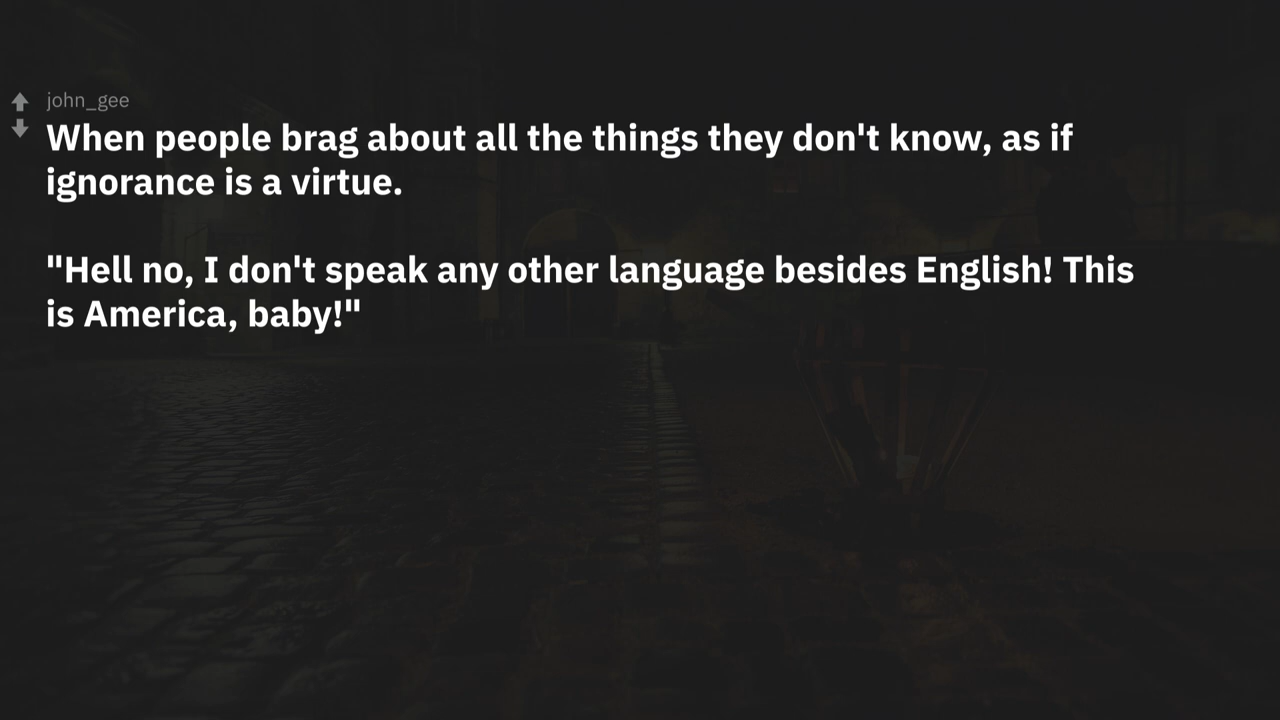 john_gee
When people brag about all the things they don't know, as if
ignorance is a virtue.
"Hell no, I don't speak any other language besides English! This
is America, baby!"